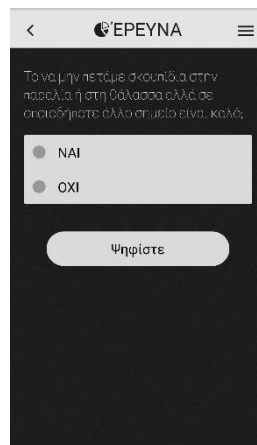 ΈΡΕΥΝΑ
Το να μην πετάμε σκουπίδια στην
παραλία ή στη θάλασσα αλλά σε
οποιοδήποτε άλλο σημείο είναι καλό;
ΝΑΙ
ΟΧΙ
Ψηφίστε